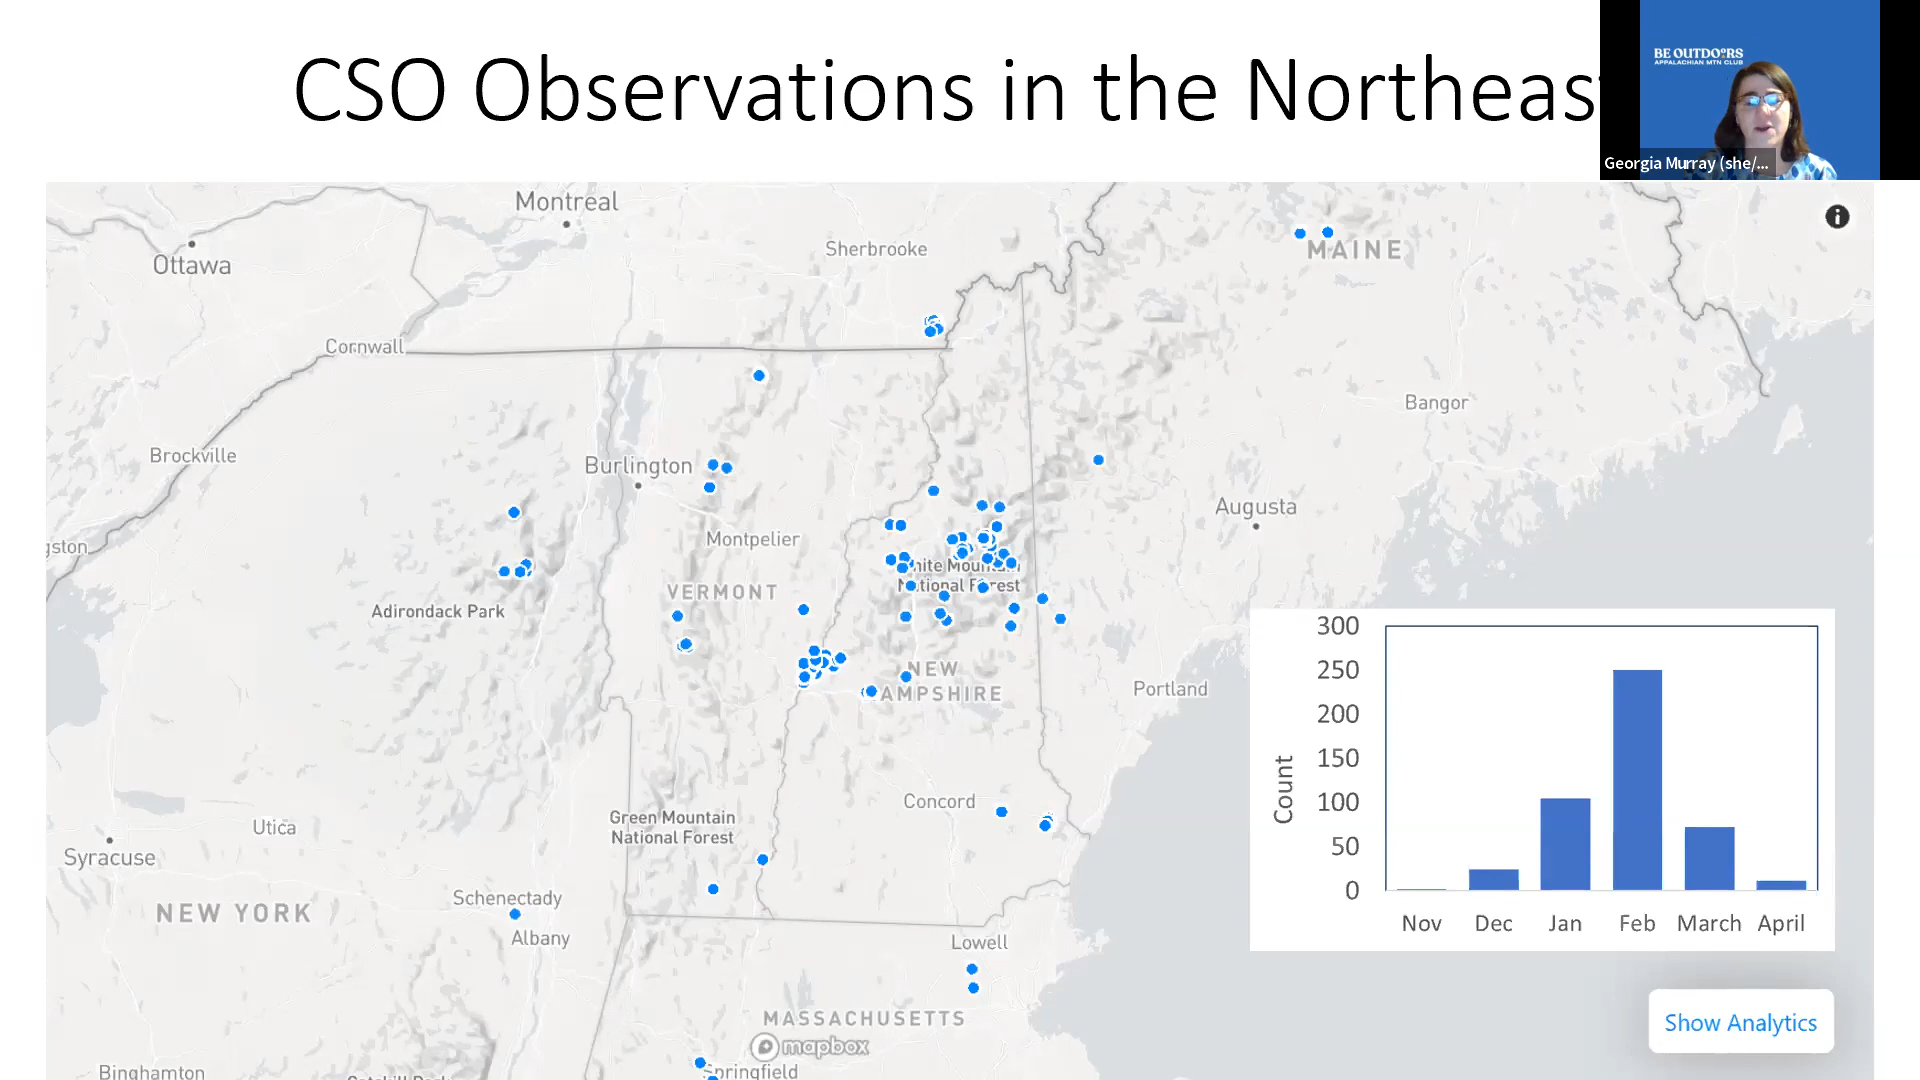 CSO Observations in the Northeas
BE OUTDOORS
APPALACHIAN MTN CLUB
Georgia Murray (she/...
Montreal
Ottawa
Sherbrooke
MAINE
Cornwall
Bangor
Brockville
Burlington
Augusta
gston
Montpelier
hite Mountain
National Forest
VERMONT
Adirondack Park
NEW
AMPSHIRE
Portland
Concord
Green Mountain
National Forest
Utica
Syracuse
Schenectady
NEW YORK
Albany
Lowell
MASSACHUSETTS
mapbox
Springfield
Binghamton
300
250
200
150
100
50
0
Count
Nov Dec Jan Feb March April
Show Analytics